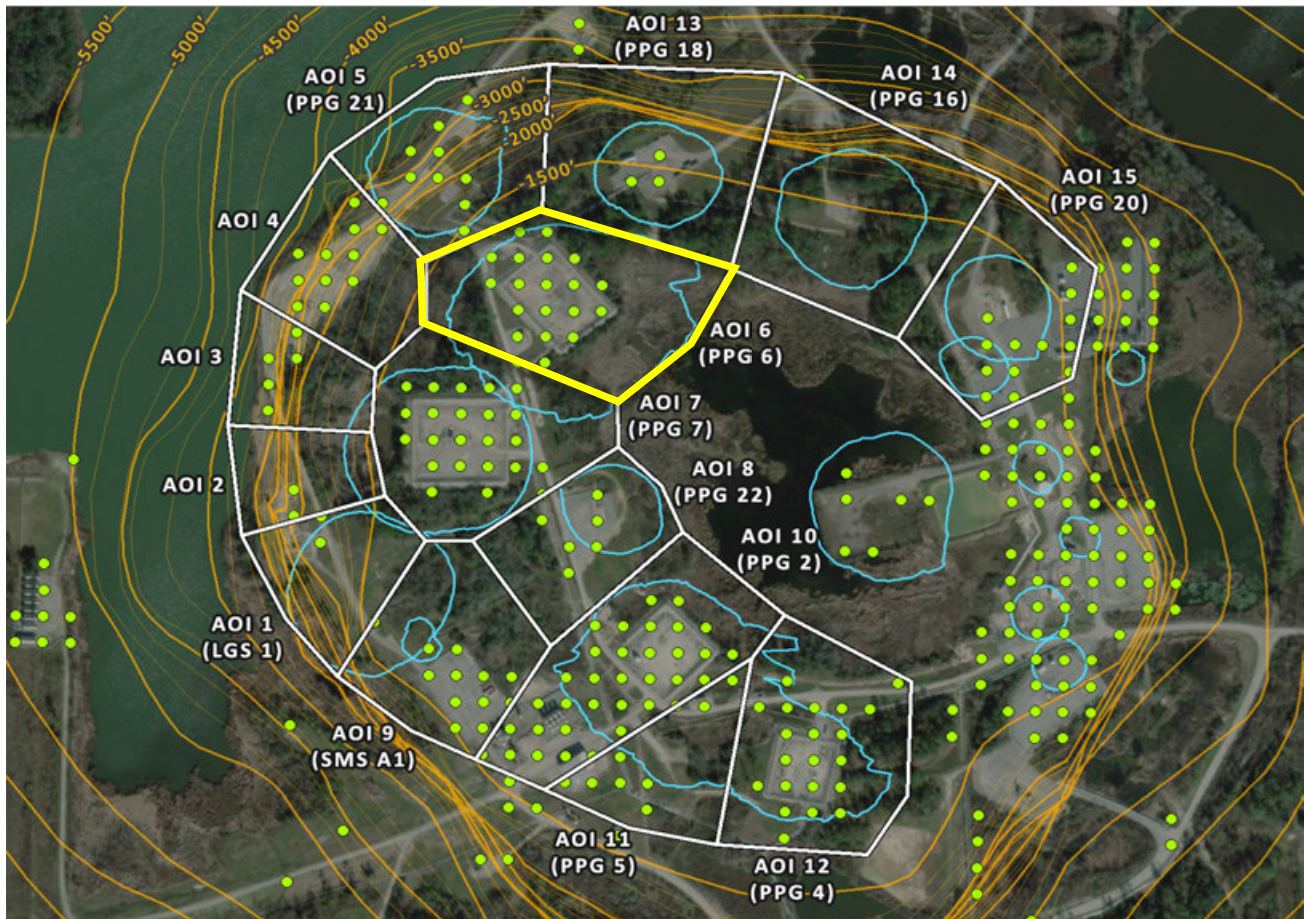 -5500'
-5000'
-4500'
-4000'
-3500'
-3000'
-2500'
-2000'
-1500'
AOI 13
(PPG 18)
AOI 5
(PPG 21)
AOI 14
(PPG 16)
AOI 15
(PPG 20)
AOI 4
AOI 3
AOI 6
(PPG 6)
AOI 7
(PPG 7)
AOI 8
(PPG 22)
AOI 2
AOI 10
(PPG 2)
AOI 1
(LGS 1)
AOI 9
(SMS A1)
AOI 11
(PPG 5)
AOI 12
(PPG 4)